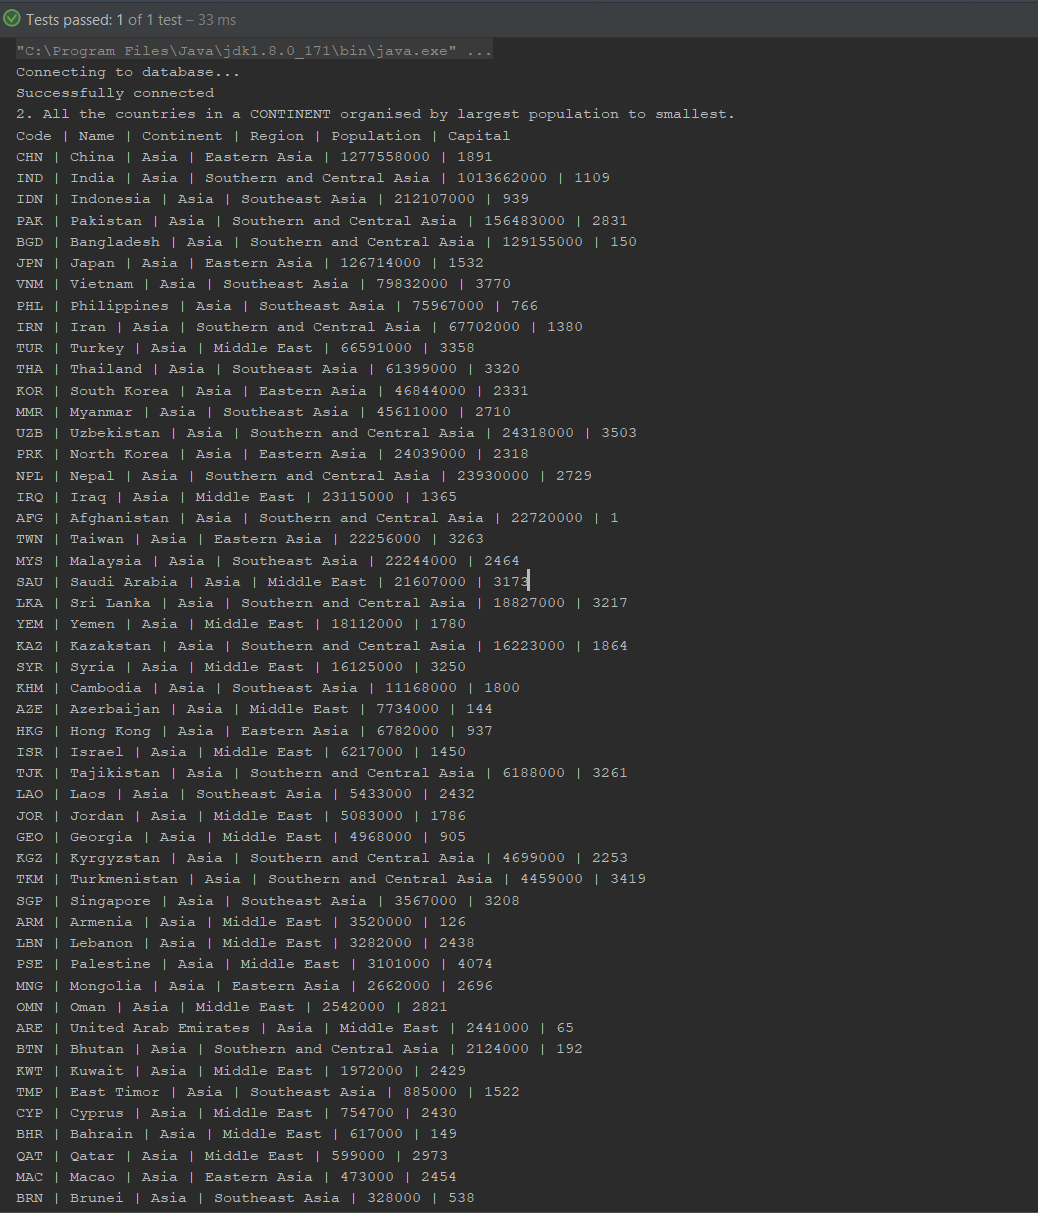 Tests passed: 1 of 1 test – 33 ms
"C:\Program Files\Java\jdk1.8.0_171\bin\java.exe" ...
Connecting to database...
Successfully connected
2. All the countries in a CONTINENT organised by largest population to smallest.
Code | Name | Continent | Region | Population | Capital
CHN | China | Asia | Eastern Asia | 1277558000 | 1891
IND | India | Asia | Southern and Central Asia | 1013662000 | 1109
IDN | Indonesia | Asia | Southeast Asia | 212107000 | 939
PAK | Pakistan | Asia | Southern and Central Asia | 156483000 | 2831
BGD | Bangladesh | Asia | Southern and Central Asia | 129155000 | 150
JPN | Japan | Asia | Eastern Asia | 126714000 | 1532
VNM | Vietnam | Asia | Southeast Asia | 79832000 | 3770
PHL | Philippines | Asia | Southeast Asia | 75967000 | 766
IRN | Iran | Asia | Southern and Central Asia | 67702000 | 1380
TUR | Turkey | Asia | Middle East | 66591000 | 3358
THA | Thailand | Asia | Southeast Asia | 61399000 | 3320
KOR | South Korea | Asia | Eastern Asia | 46844000 | 2331
MMR | Myanmar | Asia | Southeast Asia | 45611000 | 2710
UZB | Uzbekistan | Asia | Southern and Central Asia | 24318000 | 3503
PRK | North Korea | Asia | Eastern Asia | 24039000 | 2318
NPL | Nepal | Asia | Southern and Central Asia | 23930000 | 2729
IRQ | Iraq | Asia | Middle East | 23115000 | 1365
AFG | Afghanistan | Asia | Southern and Central Asia | 22720000 | 1
TWN | Taiwan | Asia | Eastern Asia | 22256000 | 3263
MYS | Malaysia | Asia | Southeast Asia | 22244000 | 2464
SAU | Saudi Arabia | Asia | Middle East | 21607000 | 3173
LKA | Sri Lanka | Asia | Southern and Central Asia | 18827000 | 3217
YEM | Yemen | Asia | Middle East | 18112000 | 1780
KAZ | Kazakstan | Asia | Southern and Central Asia | 16223000 | 1864
SYR | Syria | Asia | Middle East | 16125000 | 3250
KHM | Cambodia | Asia | Southeast Asia | 11168000 | 1800
AZE | Azerbaijan | Asia | Middle East | 7734000 | 144
HKG | Hong Kong | Asia | Eastern Asia | 6782000 | 937
ISR | Israel | Asia | Middle East | 6217000 | 1450
TJK | Tajikistan | Asia | Southern and Central Asia | 6188000 | 3261
LAO | Laos | Asia | Southeast Asia | 5433000 | 2432
JOR | Jordan | Asia | Middle East | 5083000 | 1786
GEO | Georgia | Asia | Middle East | 4968000 | 905
KGZ | Kyrgyzstan | Asia | Southern and Central Asia | 4699000 | 2253
TKM | Turkmenistan | Asia | Southern and Central Asia | 4459000 | 3419
SGP | Singapore | Asia | Southeast Asia | 3567000 | 3208
ARM | Armenia | Asia | Middle East | 3520000 | 126
LBN | Lebanon | Asia | Middle East | 3282000 | 2438
PSE | Palestine | Asia | Middle East | 3101000 | 4074
MNG | Mongolia | Asia | Eastern Asia | 2662000 | 2696
OMN | Oman | Asia | Middle East | 2542000 | 2821
ARE | United Arab Emirates | Asia | Middle East | 2441000 | 65
BTN | Bhutan | Asia | Southern and Central Asia | 2124000 | 192
KWT | Kuwait | Asia | Middle East | 1972000 | 2429
TMP | East Timor | Asia | Southeast Asia | 885000 | 1522
CYP | Cyprus | Asia | Middle East | 754700 | 2430
BHR | Bahrain | Asia | Middle East | 617000 | 149
QAT | Qatar | Asia | Middle East | 599000 | 2973
MAC | Macao | Asia | Eastern Asia | 473000 | 2454
BRN | Brunei | Asia | Southeast Asia | 328000 | 538